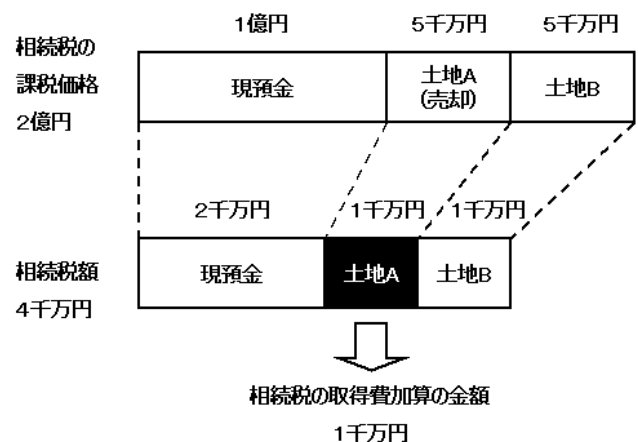 1億円 5千万円 5千万円
相続税の
課税価格
2億円
現預金 土地A
(売却) 土地B
2千万円 1千万円 1千万円
相続税額
4千万円
現預金 土地A 土地B
相続税の取得費加算の金額
1千万円